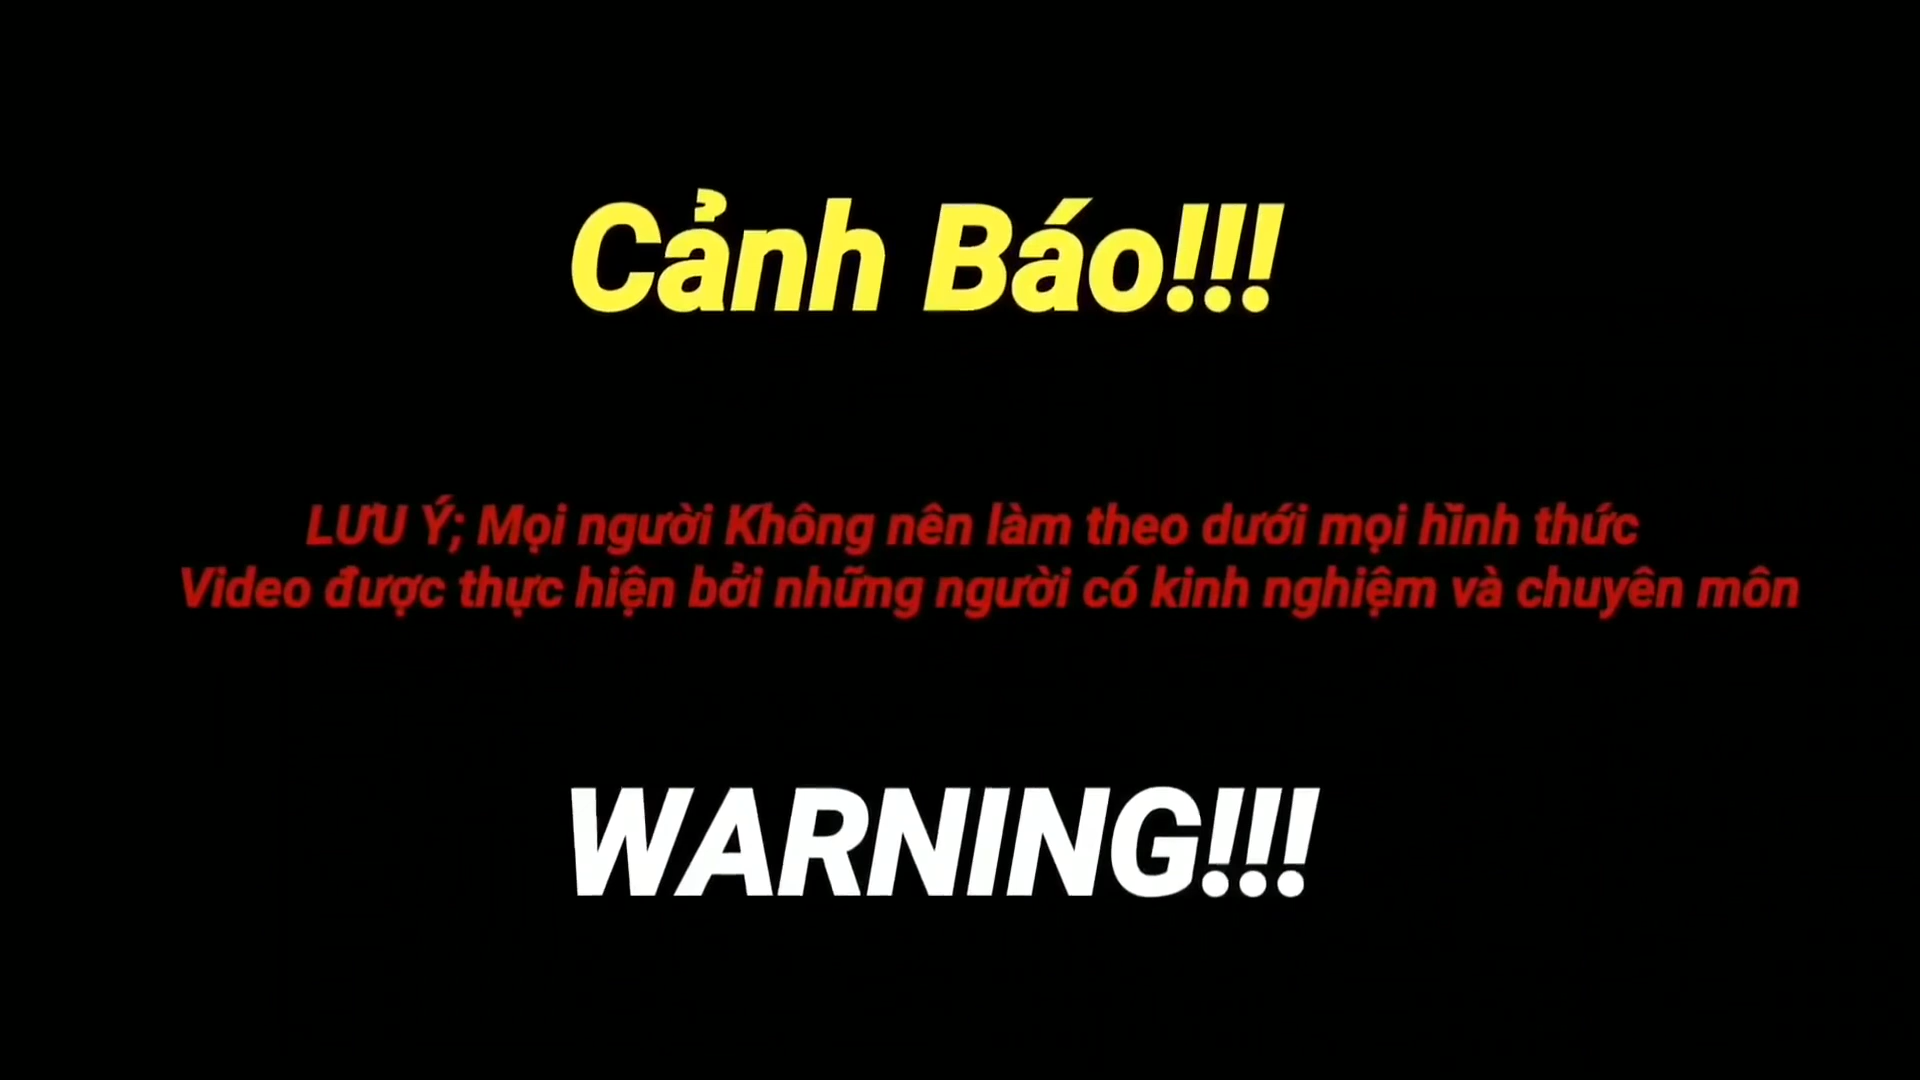 Cảnh Báo!!!
LƯU Ý; Mọi người Không nên làm theo dưới mọi hình thức
Video được thực hiện bởi những người có kinh nghiệm và chuyên môn
WARNING!!!